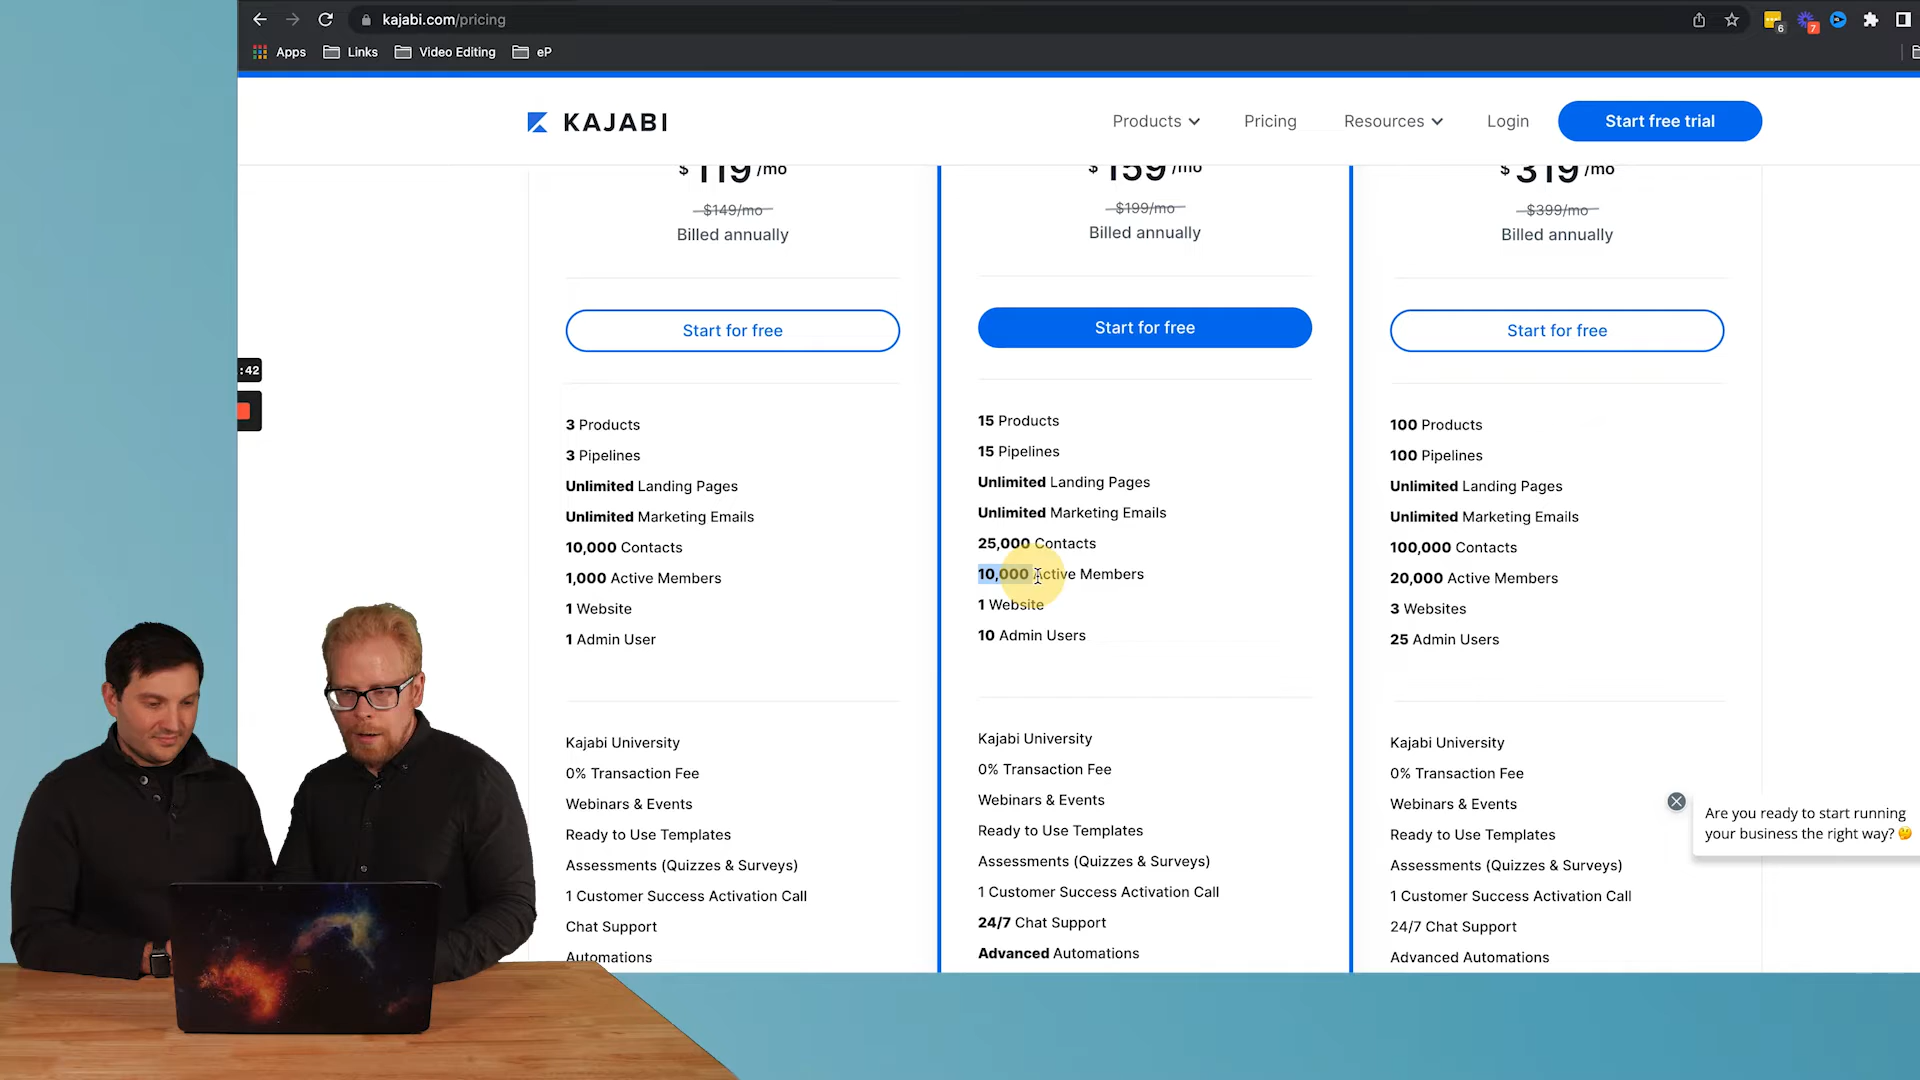 kajabi.com/pricing
6
7
Apps
Links
Video Editing
eP
KAJABI
Products
Pricing
Resources
Login
Start free trial
$ 119 /mo
$149/mo
Billed annually
Start for free
3 Products
3 Pipelines
Unlimited Landing Pages
Unlimited Marketing Emails
10,000 Contacts
1,000 Active Members
1 Website
1 Admin User
Kajabi University
0% Transaction Fee
Webinars & Events
Ready to Use Templates
Assessments (Quizzes & Surveys)
1 Customer Success Activation Call
Chat Support
Automations
$ 159 /mo
$199/mo
Billed annually
Start for free
15 Products
15 Pipelines
Unlimited Landing Pages
Unlimited Marketing Emails
25,000 Contacts
10,000 Active Members
1 Website
10 Admin Users
Kajabi University
0% Transaction Fee
Webinars & Events
Ready to Use Templates
Assessments (Quizzes & Surveys)
1 Customer Success Activation Call
24/7 Chat Support
Advanced Automations
$ 319 /mo
$399/mo
Billed annually
Start for free
100 Products
100 Pipelines
Unlimited Landing Pages
Unlimited Marketing Emails
100,000 Contacts
20,000 Active Members
3 Websites
25 Admin Users
Kajabi University
0% Transaction Fee
Webinars & Events
Ready to Use Templates
Assessments (Quizzes & Surveys)
1 Customer Success Activation Call
24/7 Chat Support
Advanced Automations
:42
Are you ready to start running
your business the right way? 🤔